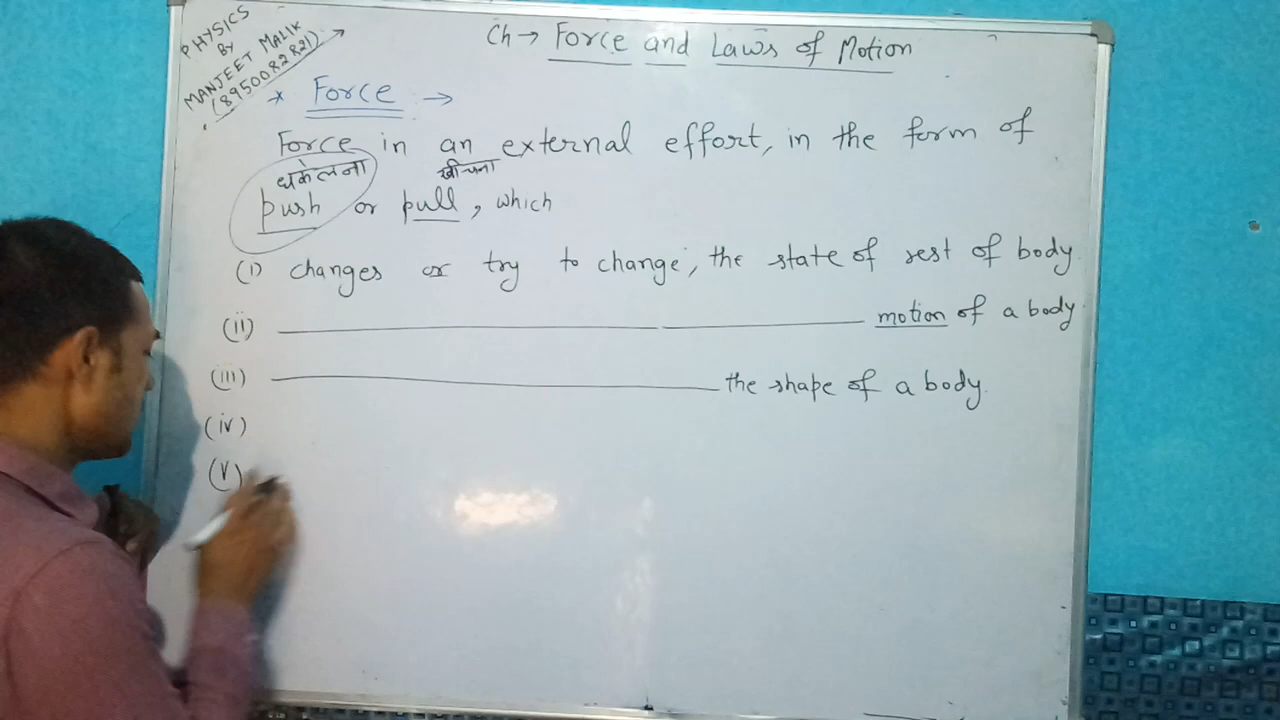 PHYSICS
BY
MANJEET MALIK
(8950082821)
Ch → Force and Laws of Motion
* Force →
Force in an external effort, in the form of
धकेलना खींचना
push or pull, which
(i) changes or try to change, the state of rest of body
(ii) motion of a body
(iii) the shape of a body.
(iv)
(v)